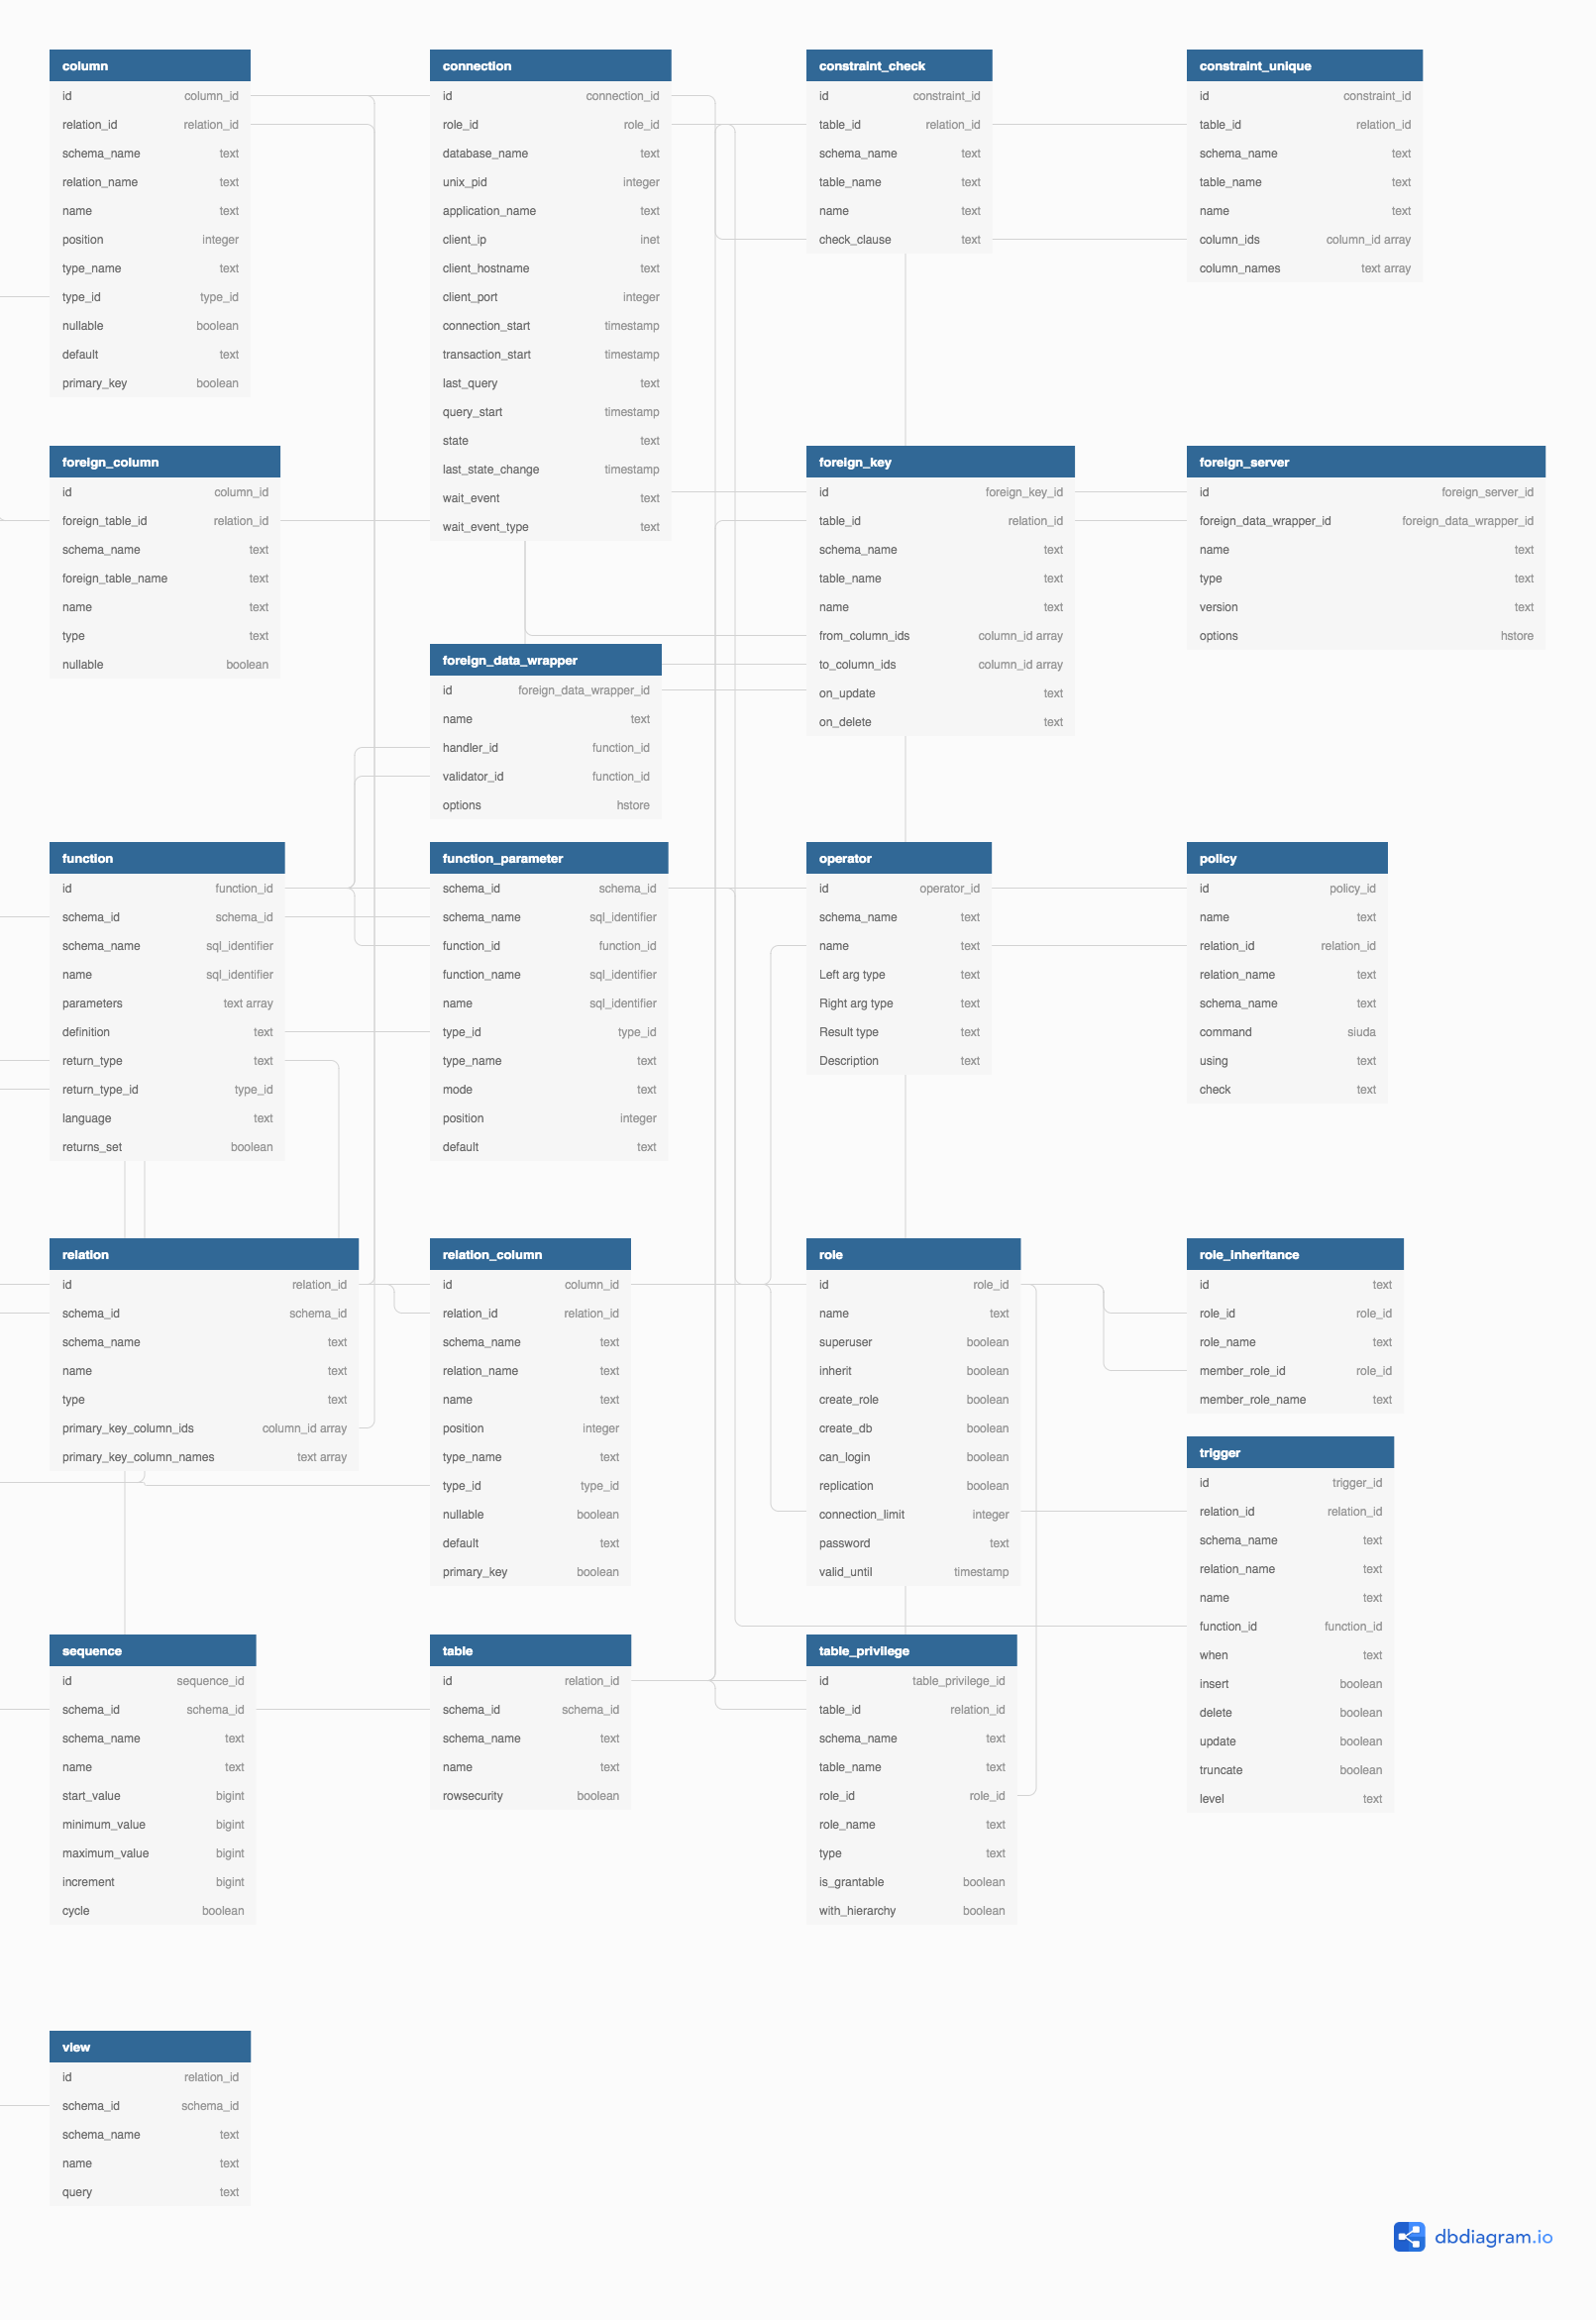 column
id column_id
relation_id relation_id
schema_name text
relation_name text
name text
position integer
type_name text
type_id type_id
nullable boolean
default text
primary_key boolean
connection
id connection_id
role_id role_id
database_name text
unix_pid integer
application_name text
client_ip inet
client_hostname text
client_port integer
connection_start timestamp
transaction_start timestamp
last_query text
query_start timestamp
state text
last_state_change timestamp
wait_event text
wait_event_type text
constraint_check
id constraint_id
table_id relation_id
schema_name text
table_name text
name text
check_clause text
constraint_unique
id constraint_id
table_id relation_id
schema_name text
table_name text
name text
column_ids column_id array
column_names text array
foreign_column
id column_id
foreign_table_id relation_id
schema_name text
foreign_table_name text
name text
type text
nullable boolean
foreign_data_wrapper
id foreign_data_wrapper_id
name text
handler_id function_id
validator_id function_id
options hstore
foreign_key
id foreign_key_id
table_id relation_id
schema_name text
table_name text
name text
from_column_ids column_id array
to_column_ids column_id array
on_update text
on_delete text
foreign_server
id foreign_server_id
foreign_data_wrapper_id foreign_data_wrapper_id
name text
type text
version text
options hstore
function
id function_id
schema_id schema_id
schema_name sql_identifier
name sql_identifier
parameters text array
definition text
return_type text
return_type_id type_id
language text
returns_set boolean
function_parameter
schema_id schema_id
schema_name sql_identifier
function_id function_id
function_name sql_identifier
name sql_identifier
type_id type_id
type_name text
mode text
position integer
default text
operator
id operator_id
schema_name text
name text
Left arg type text
Right arg type text
Result type text
Description text
policy
id policy_id
name text
relation_id relation_id
relation_name text
schema_name text
command siuda
using text
check text
relation
id relation_id
schema_id schema_id
schema_name text
name text
type text
primary_key_column_ids column_id array
primary_key_column_names text array
relation_column
id column_id
relation_id relation_id
schema_name text
relation_name text
name text
position integer
type_name text
type_id type_id
nullable boolean
default text
primary_key boolean
role
id role_id
name text
superuser boolean
inherit boolean
create_role boolean
create_db boolean
can_login boolean
replication boolean
connection_limit integer
password text
valid_until timestamp
role_inheritance
id text
role_id role_id
role_name text
member_role_id role_id
member_role_name text
trigger
id trigger_id
relation_id relation_id
schema_name text
relation_name text
name text
function_id function_id
when text
insert boolean
delete boolean
update boolean
truncate boolean
level text
sequence
id sequence_id
schema_id schema_id
schema_name text
name text
start_value bigint
minimum_value bigint
maximum_value bigint
increment bigint
cycle boolean
table
id relation_id
schema_id schema_id
schema_name text
name text
rowsecurity boolean
table_privilege
id table_privilege_id
table_id relation_id
schema_name text
table_name text
role_id role_id
role_name text
type text
is_grantable boolean
with_hierarchy boolean
view
id relation_id
schema_id schema_id
schema_name text
name text
query text
dbdiagram.io